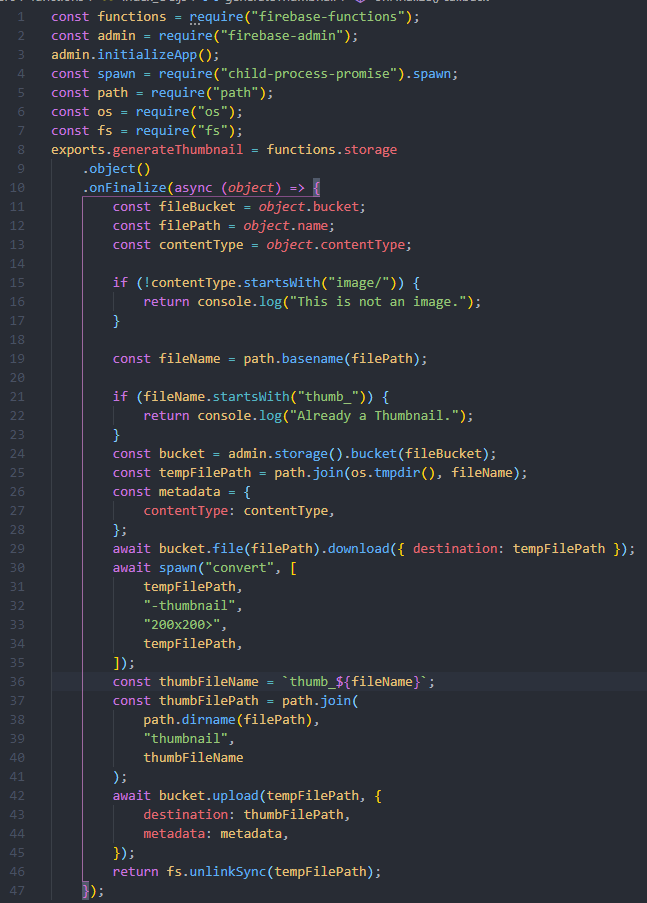 1 const functions = require("firebase-functions");
2 const admin = require("firebase-admin");
3 admin.initializeApp();
4 const spawn = require("child-process-promise").spawn;
5 const path = require("path");
6 const os = require("os");
7 const fs = require("fs");
8 exports.generateThumbnail = functions.storage
9     .object()
10     .onFinalize(async (object) => {
11         const fileBucket = object.bucket;
12         const filePath = object.name;
13         const contentType = object.contentType;
14
15         if (!contentType.startsWith("image/")) {
16             return console.log("This is not an image.");
17         }
18
19         const fileName = path.basename(filePath);
20
21         if (fileName.startsWith("thumb_")) {
22             return console.log("Already a Thumbnail.");
23         }
24         const bucket = admin.storage().bucket(fileBucket);
25         const tempFilePath = path.join(os.tmpdir(), fileName);
26         const metadata = {
27             contentType: contentType,
28         };
29         await bucket.file(filePath).download({ destination: tempFilePath });
30         await spawn("convert", [
31             tempFilePath,
32             "-thumbnail",
33             "200x200>",
34             tempFilePath,
35         ]);
36         const thumbFileName = `thumb_${fileName}`;
37         const thumbFilePath = path.join(
38             path.dirname(filePath),
39             "thumbnail",
40             thumbFileName
41         );
42         await bucket.upload(tempFilePath, {
43             destination: thumbFilePath,
44             metadata: metadata,
45         });
46         return fs.unlinkSync(tempFilePath);
47     });